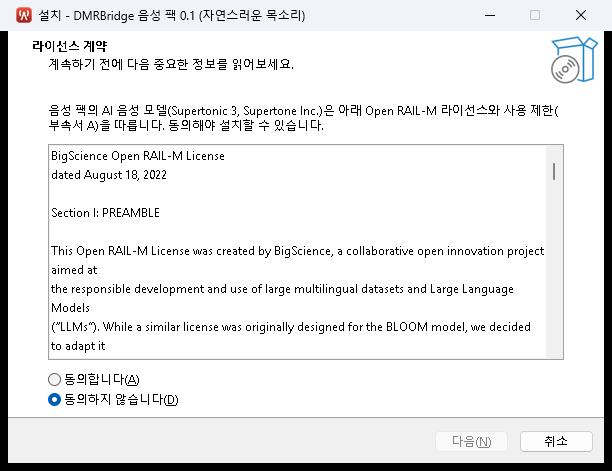 설치 - DMRBridge 음성 팩 0.1 (자연스러운 목소리)
라이선스 계약
계속하기 전에 다음 중요한 정보를 읽어보세요.
음성 팩의 AI 음성 모델(Supertonic 3, Supertone Inc.)은 아래 Open RAIL-M 라이선스와 사용 제한(
부속서 A)을 따릅니다. 동의해야 설치할 수 있습니다.
BigScience Open RAIL-M License
dated August 18, 2022
Section I: PREAMBLE
This Open RAIL-M License was created by BigScience, a collaborative open innovation project
aimed at
the responsible development and use of large multilingual datasets and Large Language
Models
("LLMs"). While a similar license was originally designed for the BLOOM model, we decided
to adapt it
동의합니다(A)
동의하지 않습니다(D)
다음(N)
취소